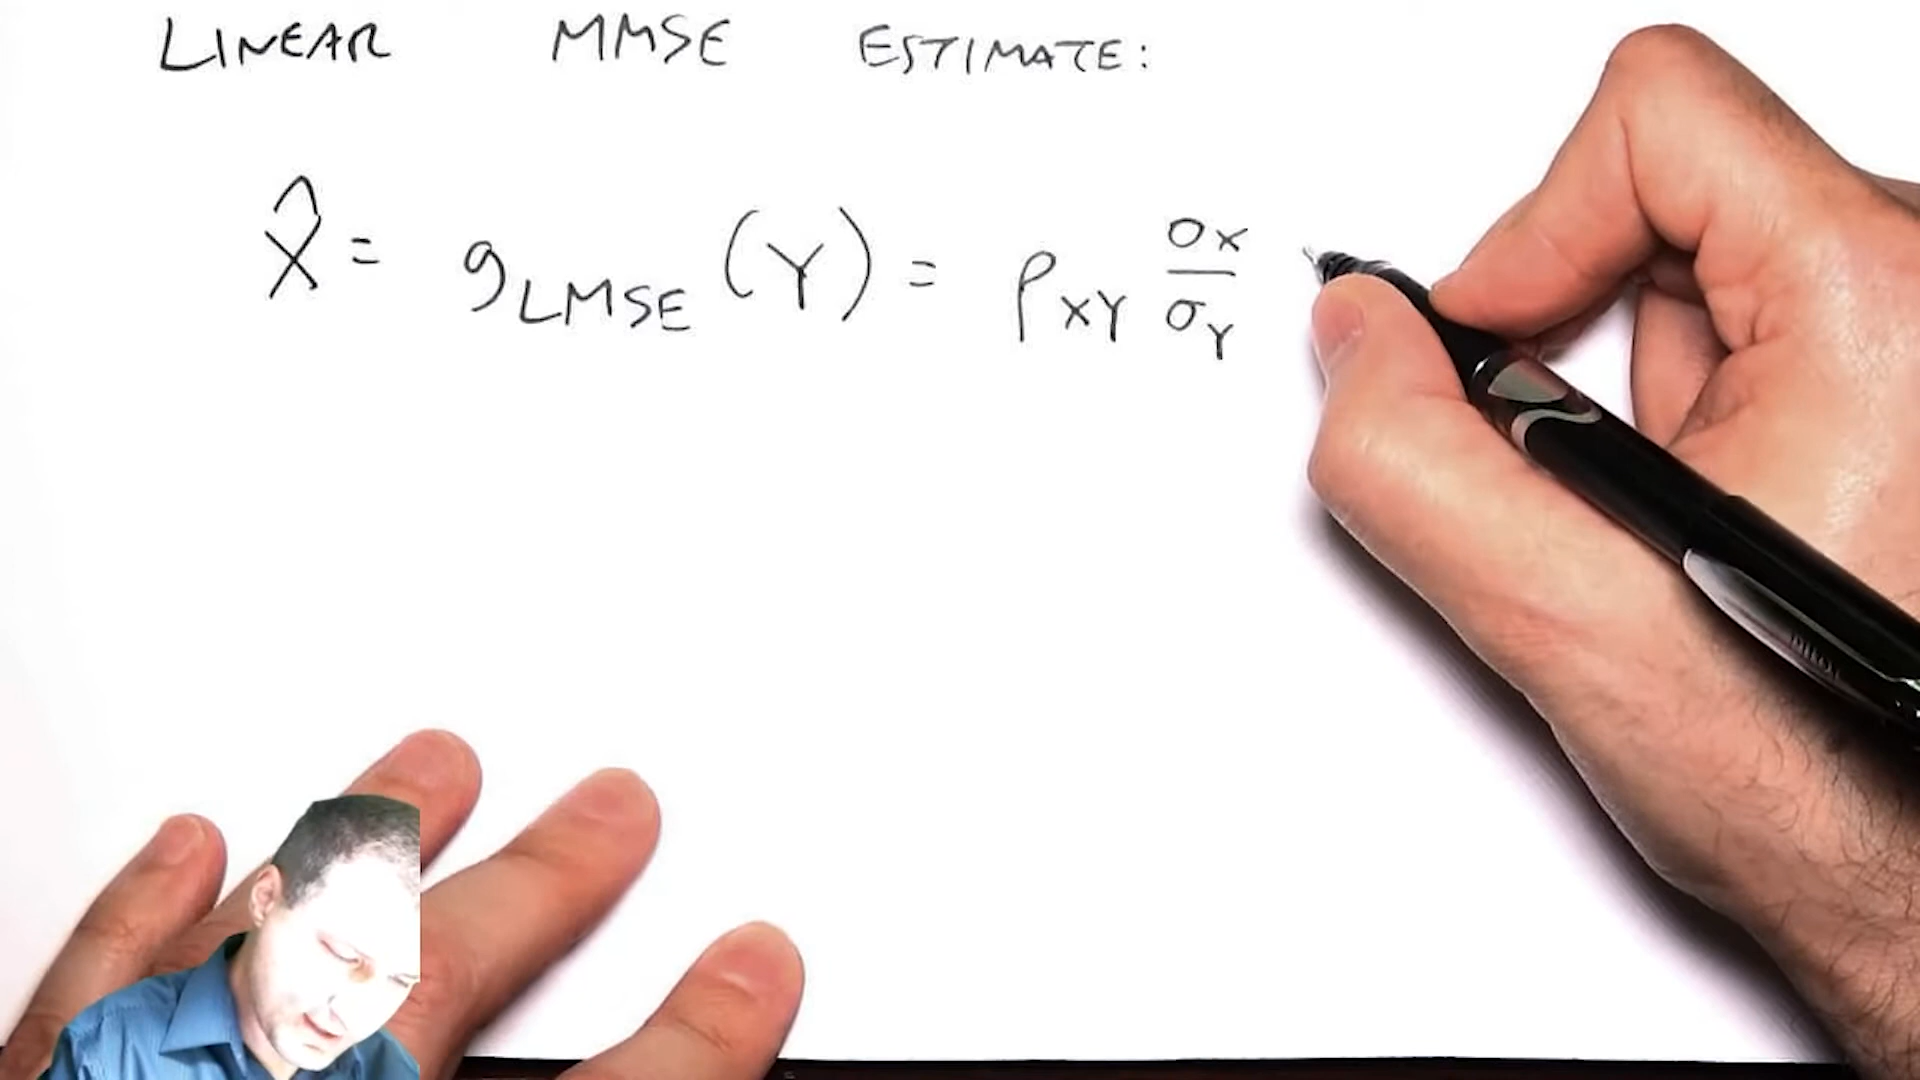 LINEAR MMSE ESTIMATE:
X̂ = g_LMSE (Y) = ρ_XY σ_X / σ_Y